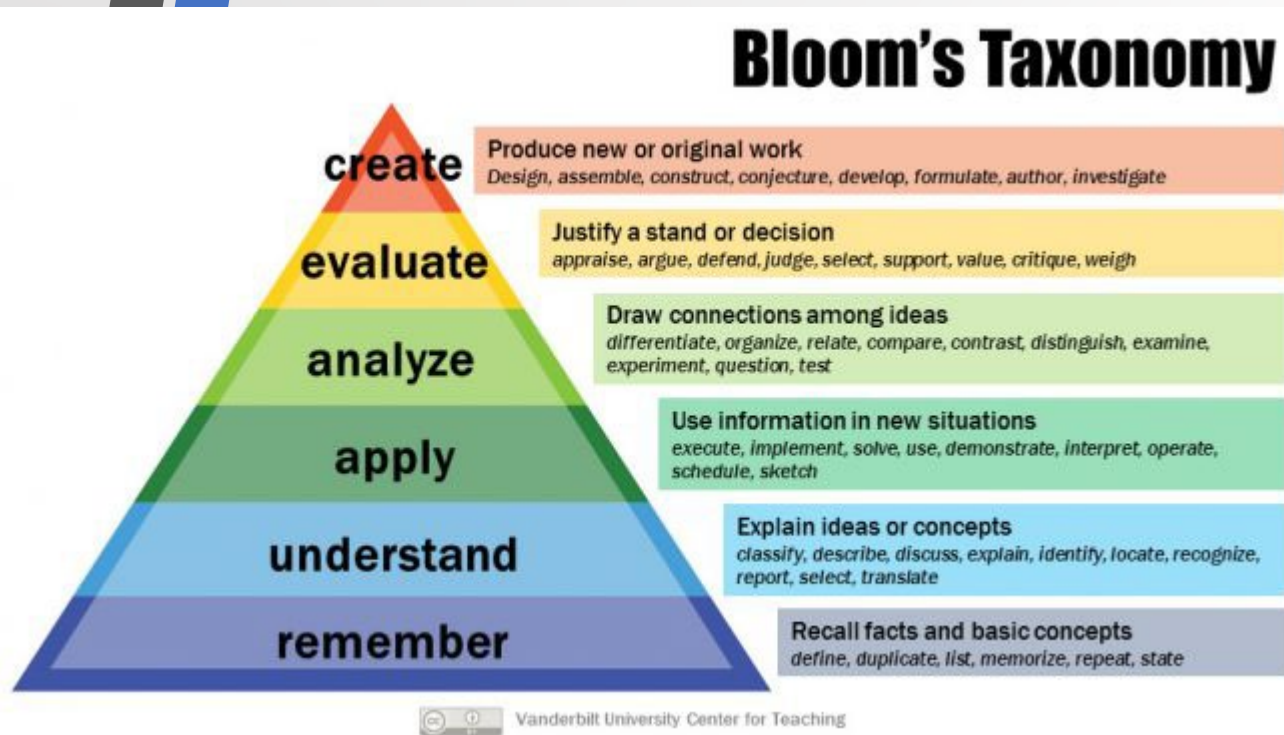 Bloom's Taxonomy
create
Produce new or original work
Design, assemble, construct, conjecture, develop, formulate, author, investigate
evaluate
Justify a stand or decision
appraise, argue, defend, judge, select, support, value, critique, weigh
analyze
Draw connections among ideas
differentiate, organize, relate, compare, contrast, distinguish, examine,
experiment, question, test
apply
Use information in new situations
execute, implement, solve, use, demonstrate, interpret, operate,
schedule, sketch
understand
Explain ideas or concepts
classify, describe, discuss, explain, identify, locate, recognize,
report, select, translate
remember
Recall facts and basic concepts
define, duplicate, list, memorize, repeat, state
cc
Vanderbilt University Center for Teaching